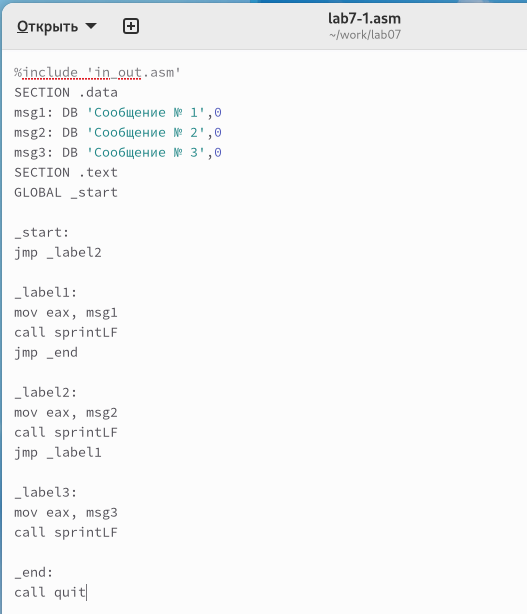 Открыть
lab7-1.asm
~/work/lab07
%include 'in_out.asm'
SECTION .data
msg1: DB 'Сообщение № 1',0
msg2: DB 'Сообщение № 2',0
msg3: DB 'Сообщение № 3',0
SECTION .text
GLOBAL _start
_start:
jmp _label2
_label1:
mov eax, msg1
call sprintLF
jmp _end
_label2:
mov eax, msg2
call sprintLF
jmp _label1
_label3:
mov eax, msg3
call sprintLF
_end:
call quit